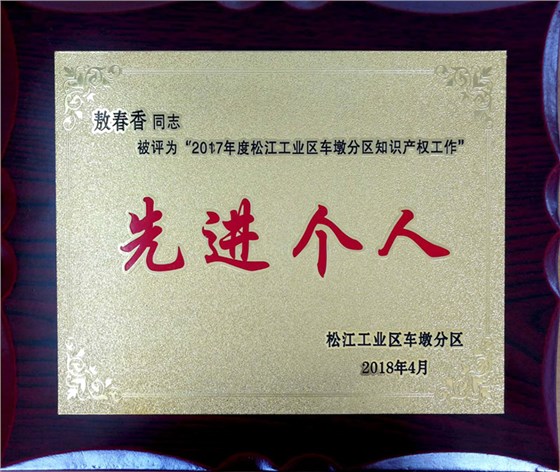 敖春香 同志
被评为“2017年度松江工业区车墩分区知识产权工作”
先进个人
松江工业区车墩分区
2018年4月